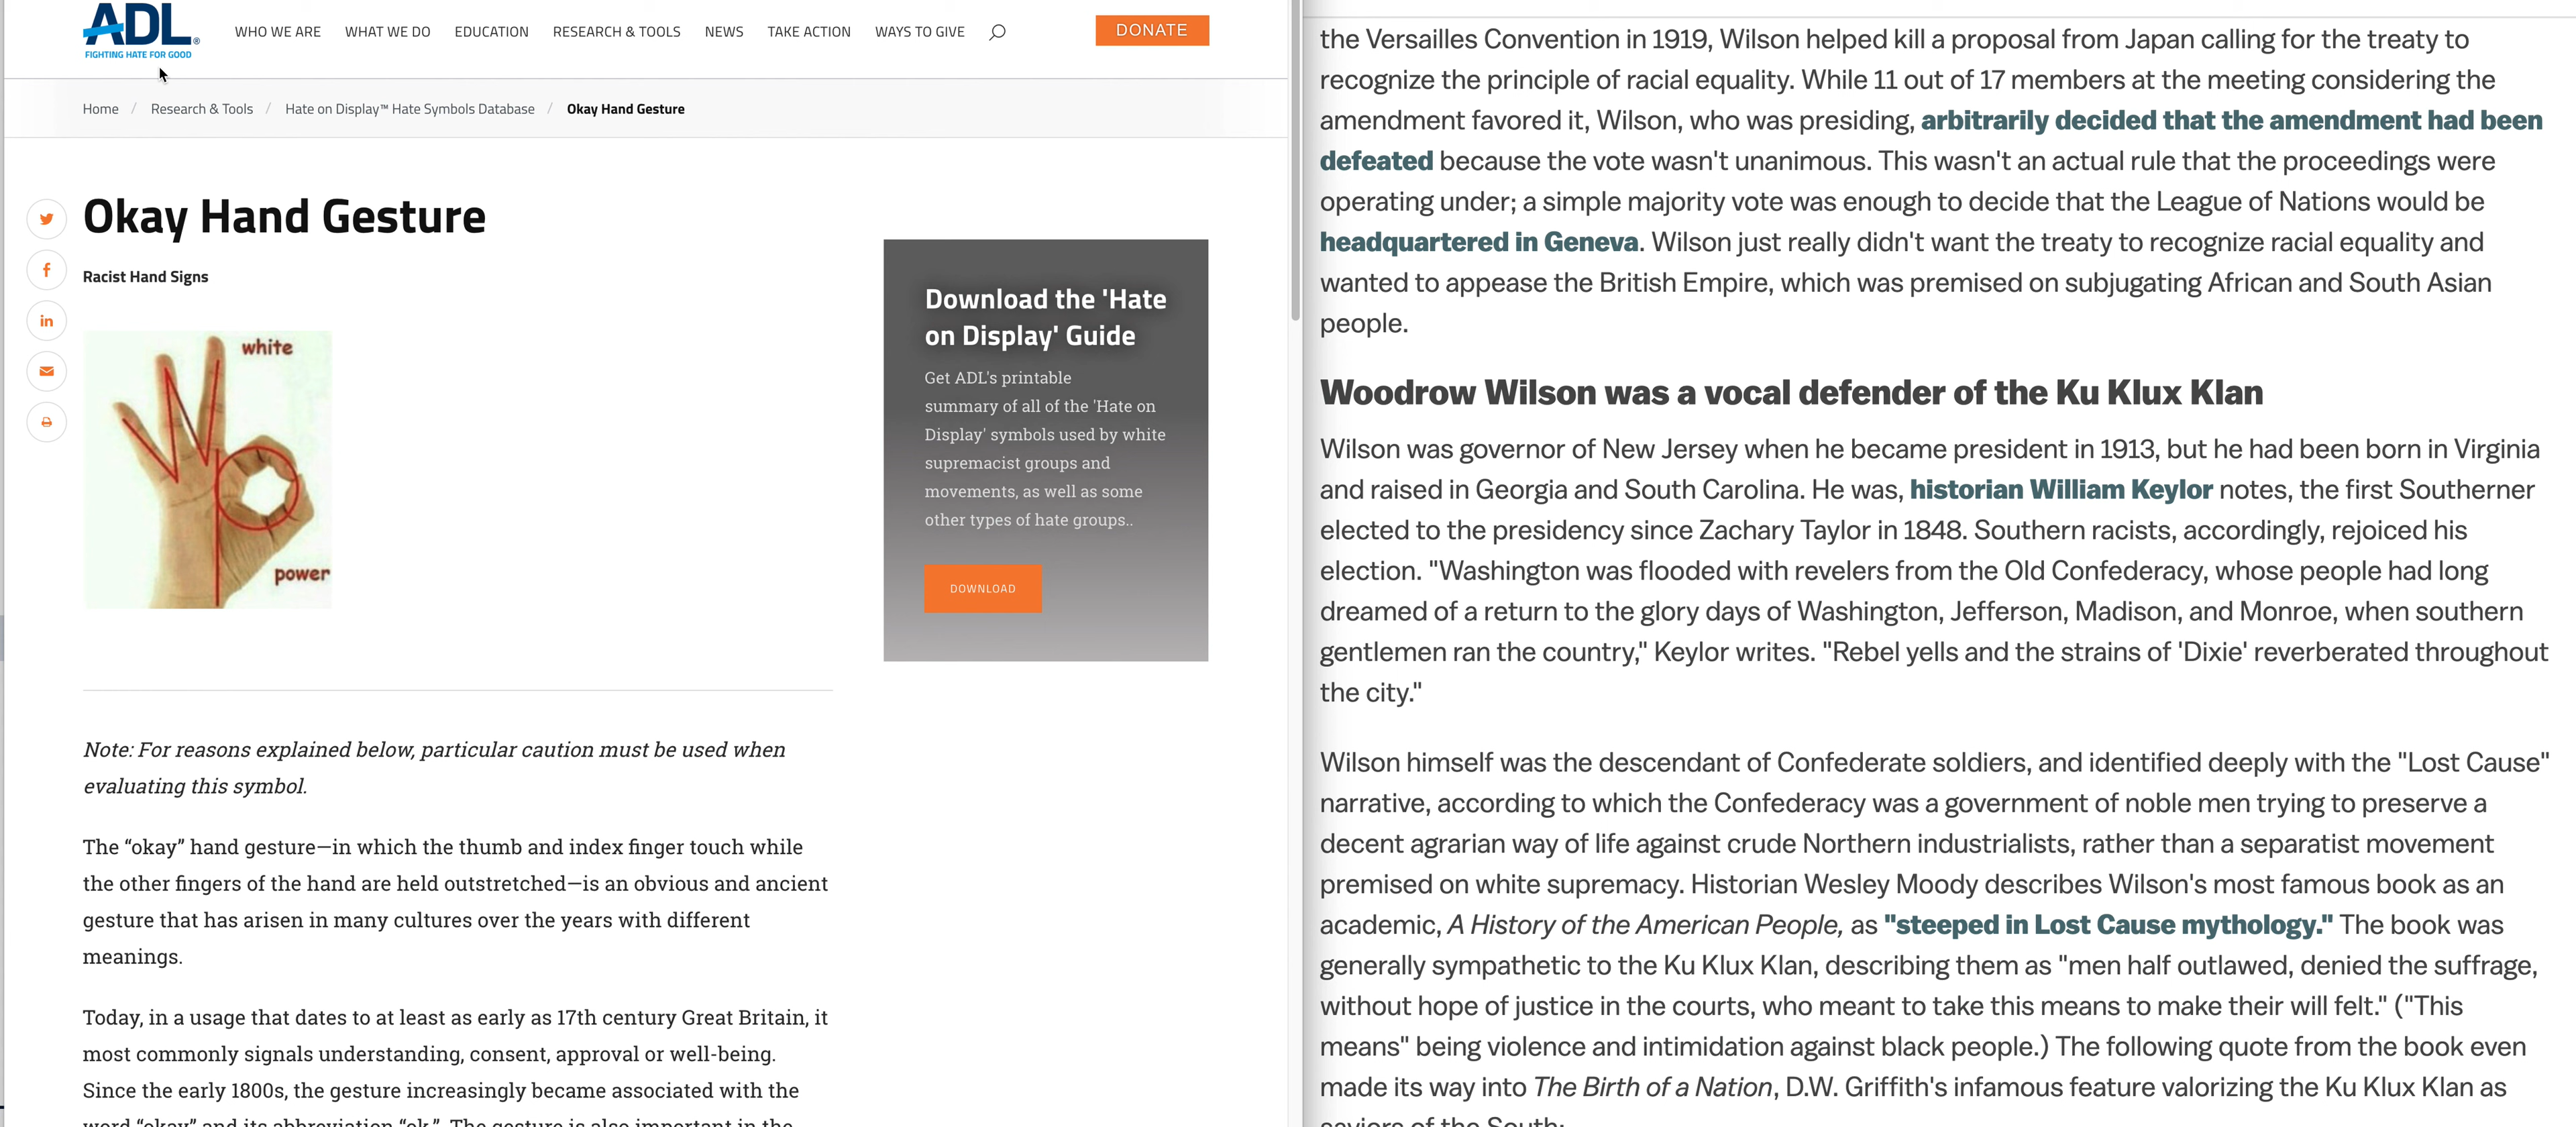 ADL®
FIGHTING HATE FOR GOOD
WHO WE ARE WHAT WE DO EDUCATION RESEARCH & TOOLS NEWS TAKE ACTION WAYS TO GIVE
DONATE
Home / Research & Tools / Hate on Display™ Hate Symbols Database / Okay Hand Gesture
Okay Hand Gesture
Racist Hand Signs
white
power
Download the 'Hate
on Display' Guide
Get ADL's printable
summary of all of the 'Hate on
Display' symbols used by white
supremacist groups and
movements, as well as some
other types of hate groups..
DOWNLOAD
Note: For reasons explained below, particular caution must be used when
evaluating this symbol.
The “okay” hand gesture—in which the thumb and index finger touch while
the other fingers of the hand are held outstretched—is an obvious and ancient
gesture that has arisen in many cultures over the years with different
meanings.
Today, in a usage that dates to at least as early as 17th century Great Britain, it
most commonly signals understanding, consent, approval or well-being.
Since the early 1800s, the gesture increasingly became associated with the
word “okay” and its abbreviation “ok.” The gesture is also important in the
the Versailles Convention in 1919, Wilson helped kill a proposal from Japan calling for the treaty to
recognize the principle of racial equality. While 11 out of 17 members at the meeting considering the
amendment favored it, Wilson, who was presiding, arbitrarily decided that the amendment had been
defeated because the vote wasn't unanimous. This wasn't an actual rule that the proceedings were
operating under; a simple majority vote was enough to decide that the League of Nations would be
headquartered in Geneva. Wilson just really didn't want the treaty to recognize racial equality and
wanted to appease the British Empire, which was premised on subjugating African and South Asian
people.
Woodrow Wilson was a vocal defender of the Ku Klux Klan
Wilson was governor of New Jersey when he became president in 1913, but he had been born in Virginia
and raised in Georgia and South Carolina. He was, historian William Keylor notes, the first Southerner
elected to the presidency since Zachary Taylor in 1848. Southern racists, accordingly, rejoiced his
election. "Washington was flooded with revelers from the Old Confederacy, whose people had long
dreamed of a return to the glory days of Washington, Jefferson, Madison, and Monroe, when southern
gentlemen ran the country," Keylor writes. "Rebel yells and the strains of 'Dixie' reverberated throughout
the city."
Wilson himself was the descendant of Confederate soldiers, and identified deeply with the "Lost Cause"
narrative, according to which the Confederacy was a government of noble men trying to preserve a
decent agrarian way of life against crude Northern industrialists, rather than a separatist movement
premised on white supremacy. Historian Wesley Moody describes Wilson's most famous book as an
academic, A History of the American People, as "steeped in Lost Cause mythology." The book was
generally sympathetic to the Ku Klux Klan, describing them as "men half outlawed, denied the suffrage,
without hope of justice in the courts, who meant to take this means to make their will felt." ("This
means" being violence and intimidation against black people.) The following quote from the book even
made its way into The Birth of a Nation, D.W. Griffith's infamous feature valorizing the Ku Klux Klan as
saviors of the South: